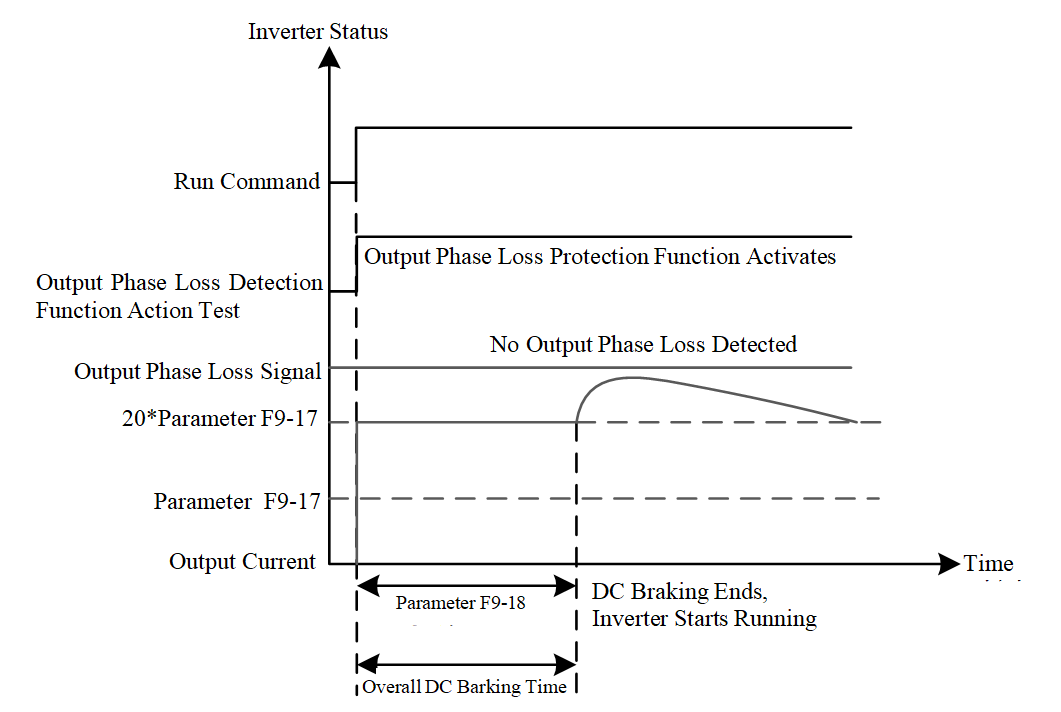 Inverter Status
Run Command
Output Phase Loss Protection Function Activates
Output Phase Loss Detection
Function Action Test
No Output Phase Loss Detected
Output Phase Loss Signal
20*Parameter F9-17
Parameter F9-17
Output Current
Time
Parameter F9-18
DC Braking Ends,
Inverter Starts Running
Overall DC Barking Time